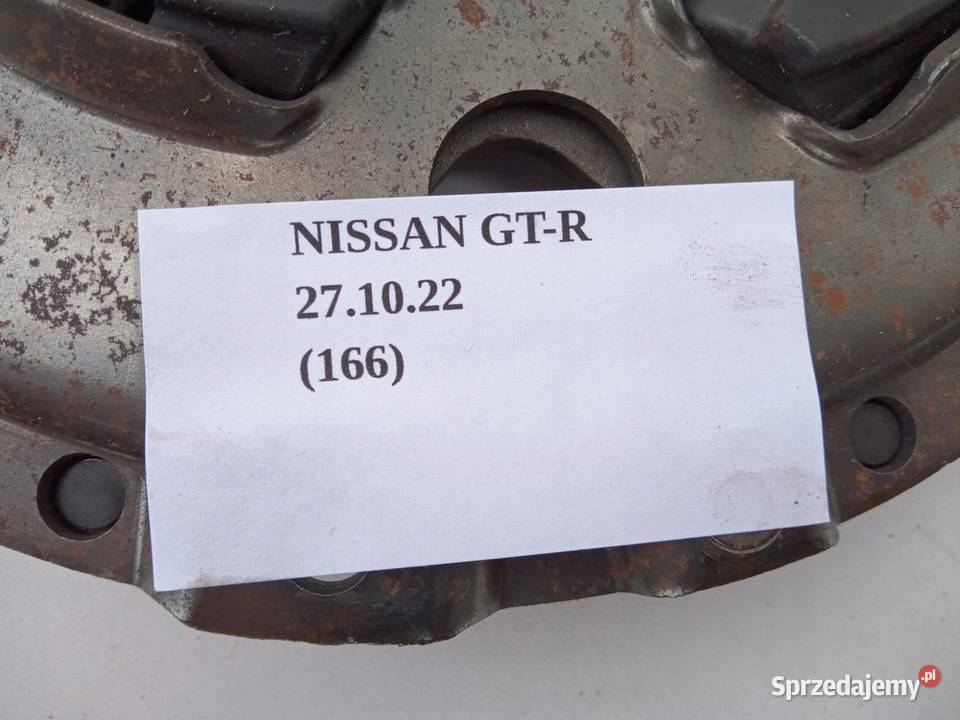 NISSAN GT-R
27.10.22
(166)
Sprzedajemy.pl